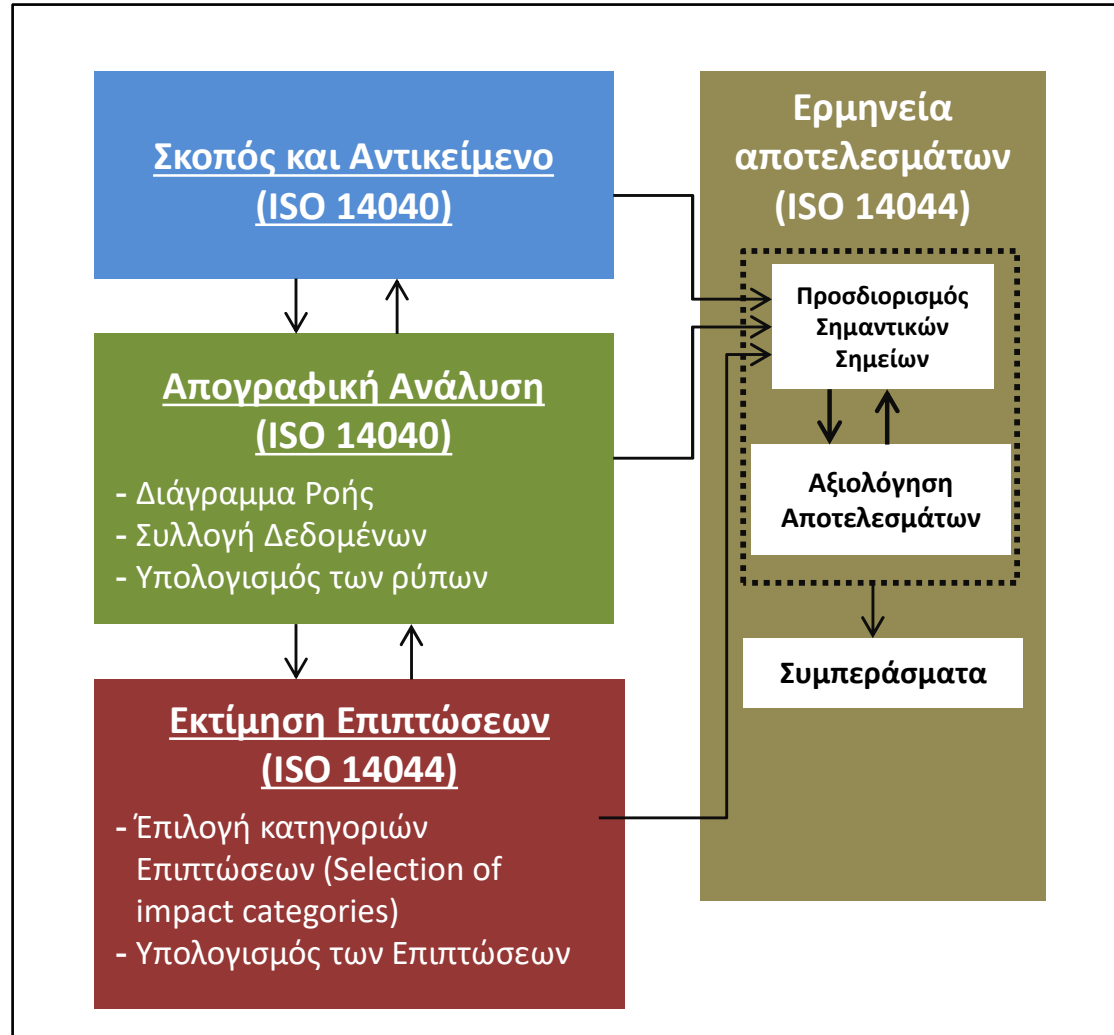 Σκοπός και Αντικείμενο
(ISO 14040)
Απογραφική Ανάλυση
(ISO 14040)
- Διάγραμμα Ροής
- Συλλογή Δεδομένων
- Υπολογισμός των ρύπων
Εκτίμηση Επιπτώσεων
(ISO 14044)
- Έπιλογή κατηγοριών
Επιπτώσεων (Selection of
impact categories)
- Υπολογισμός των Επιπτώσεων
Ερμηνεία
αποτελεσμάτων
(ISO 14044)
Προσδιορισμός
Σημαντικών
Σημείων
Αξιολόγηση
Αποτελεσμάτων
Συμπεράσματα